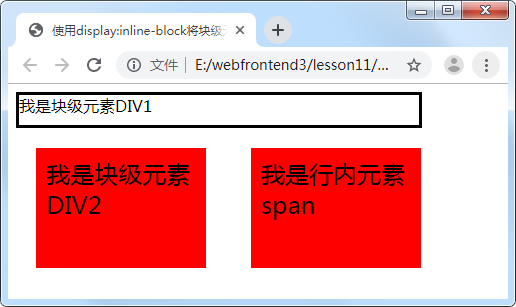 使用display:inline-block将块级元
文件 E:/webfrontend3/lesson11/...
我是块级元素DIV1
我是块级元素
DIV2
我是行内元素
span